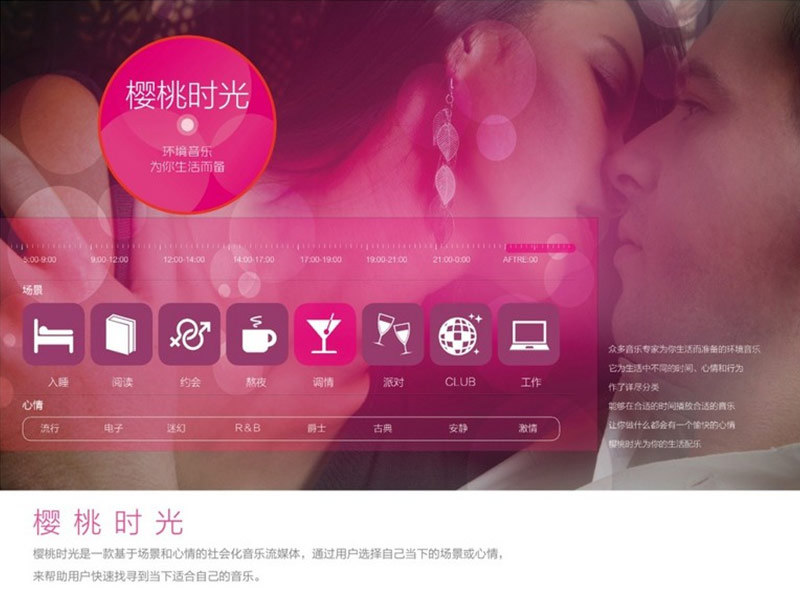 樱桃时光
环境音乐
为你生活而备
5:00-9:00 9:00-12:00 12:00-14:00 14:00-17:00 17:00-19:00 19:00-21:00 21:00-0:00 AFTRE:00
场景
入睡 阅读 约会 熬夜 调情 派对 CLUB 工作
心情
流行 电子 迷幻 R&B 爵士 古典 安静 激情
众多音乐专家为你生活而准备的环境音乐
它为生活中不同的时间、心情和行为
作了详尽分类
能够在合适的时间播放合适的音乐
让你做什么都会有一个愉快的心情
樱桃时光为你的生活配乐
樱桃时光
樱桃时光是一款基于场景和心情的社会化音乐流媒体，通过用户选择自己当下的场景或心情，
来帮助用户快速找寻到当下适合自己的音乐。